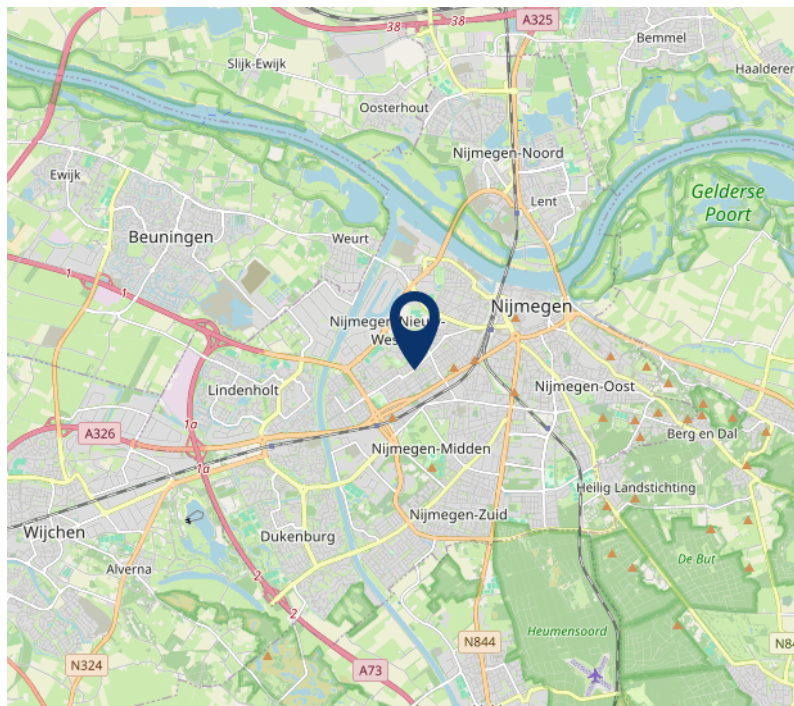 38
38
A325
Bemmel
Slijk-Ewijk
Haalderen
Oosterhout
Nijmegen-Noord
Ewijk
Gelderse
Poort
Lent
Beuningen
Weurt
1
1
Nijmegen
Nijmegen-Nieuw-
Wes
Lindenholt
Nijmegen-Oost
1a
A326
Berg en Dal
Nijmegen-Midden
1a
Heilig Landstichting
Nijmegen-Zuid
Wijchen
Dukenburg
De But
Alverna
2
2
Heumensoord
N844
N84
N324
A73